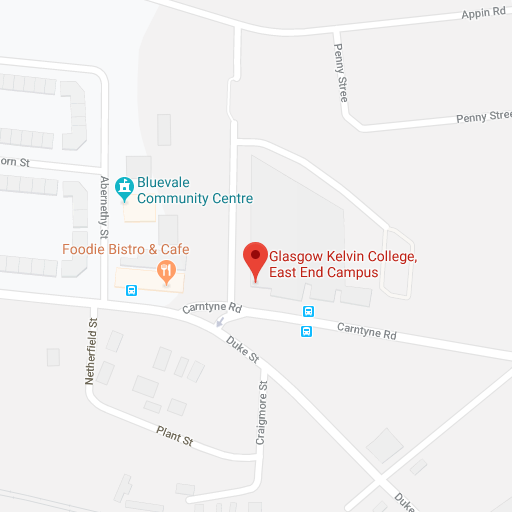 Appin Rd
Penny Stree
Penny Stree
orn St
Abernethy St
Bluevale
Community Centre
Foodie Bistro & Cafe
Glasgow Kelvin College,
East End Campus
Carntyne Rd
Carntyne Rd
Duke St
Netherfield St
Craigmore St
Plant St
Duke